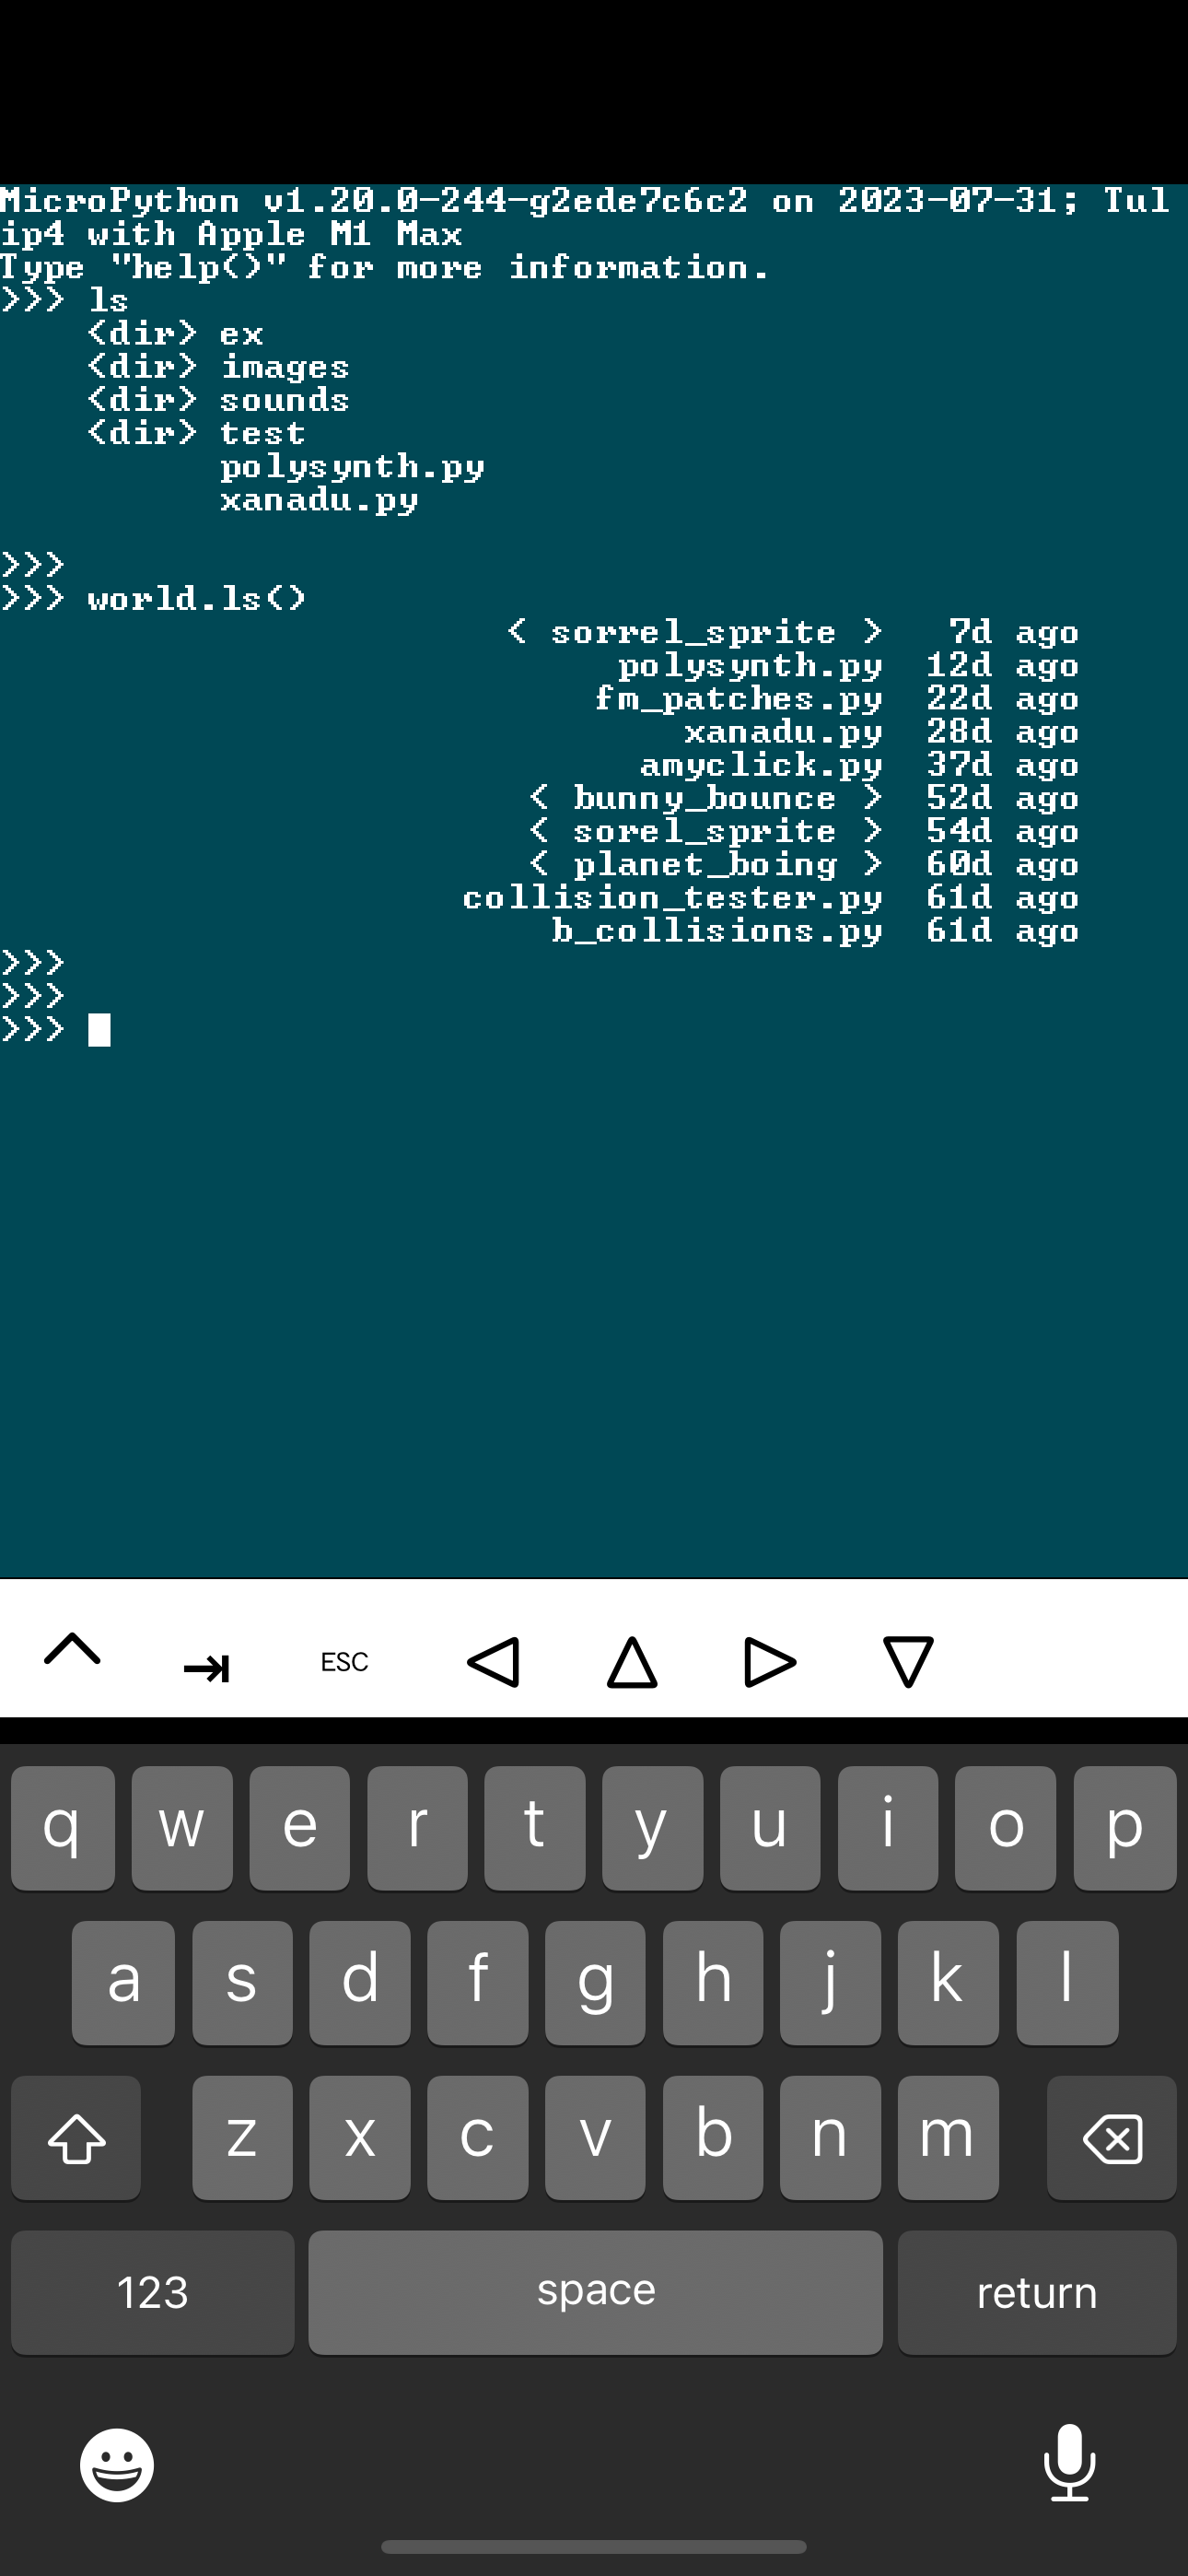 MicroPython v1.20.0-244-g2ede7c6c2 on 2023-07-31; Tul
ip4 with Apple M1 Max
Type "help()" for more information.
>>> ls
<dir> ex
<dir> images
<dir> sounds
<dir> test
polysynth.py
xanadu.py
>>>
>>> world.ls()
< sorrel_sprite > 7d ago
polysynth.py 12d ago
fm_patches.py 22d ago
xanadu.py 28d ago
amyclick.py 37d ago
< bunny_bounce > 52d ago
< sorel_sprite > 54d ago
< planet_boing > 60d ago
collision_tester.py 61d ago
b_collisions.py 61d ago
>>>
>>>
>>>
ESC
q w e r t y u i o p
a s d f g h j k l
z x c v b n m
123 space return